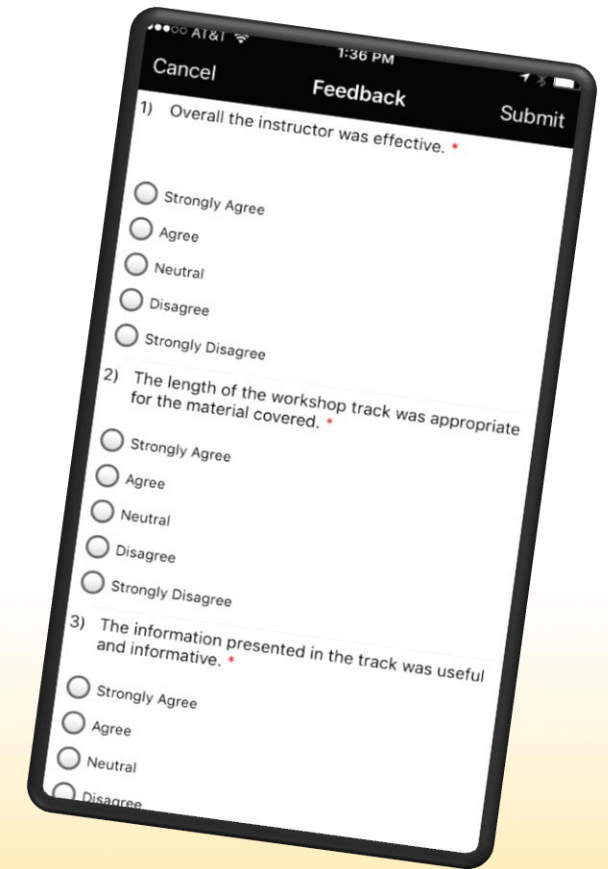 AT&T
1:36 PM
Cancel
Feedback
Submit
1) Overall the instructor was effective. *
Strongly Agree
Agree
Neutral
Disagree
Strongly Disagree
2) The length of the workshop track was appropriate
for the material covered. *
Strongly Agree
Agree
Neutral
Disagree
Strongly Disagree
3) The information presented in the track was useful
and informative. *
Strongly Agree
Agree
Neutral
Disagree